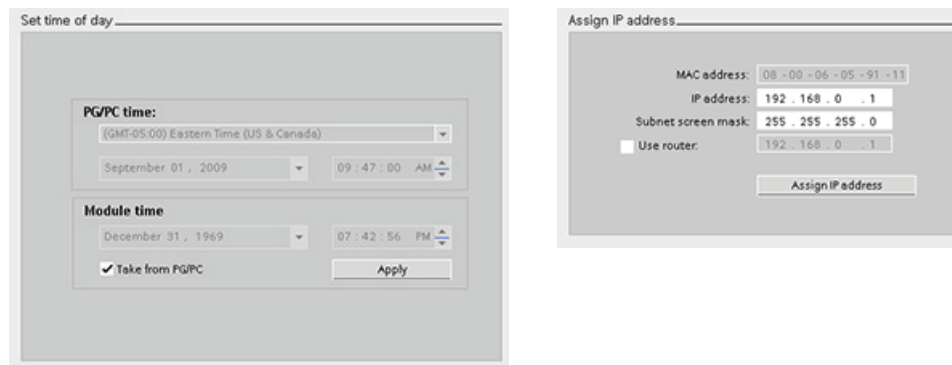 Set time of day
PG/PC time:
(GMT-05:00) Eastern Time (US & Canada)
September 01 , 2009
09 : 47 : 00 AM
Module time
December 31 , 1969
07 : 42 : 56 PM
Take from PG/PC
Apply
Assign IP address
MAC address: 08 - 00 - 06 - 05 - 91 - 11
IP address: 192 . 168 . 0 . 1
Subnet screen mask: 255 . 255 . 255 . 0
Use router: 192 . 168 . 0 . 1
Assign IP address